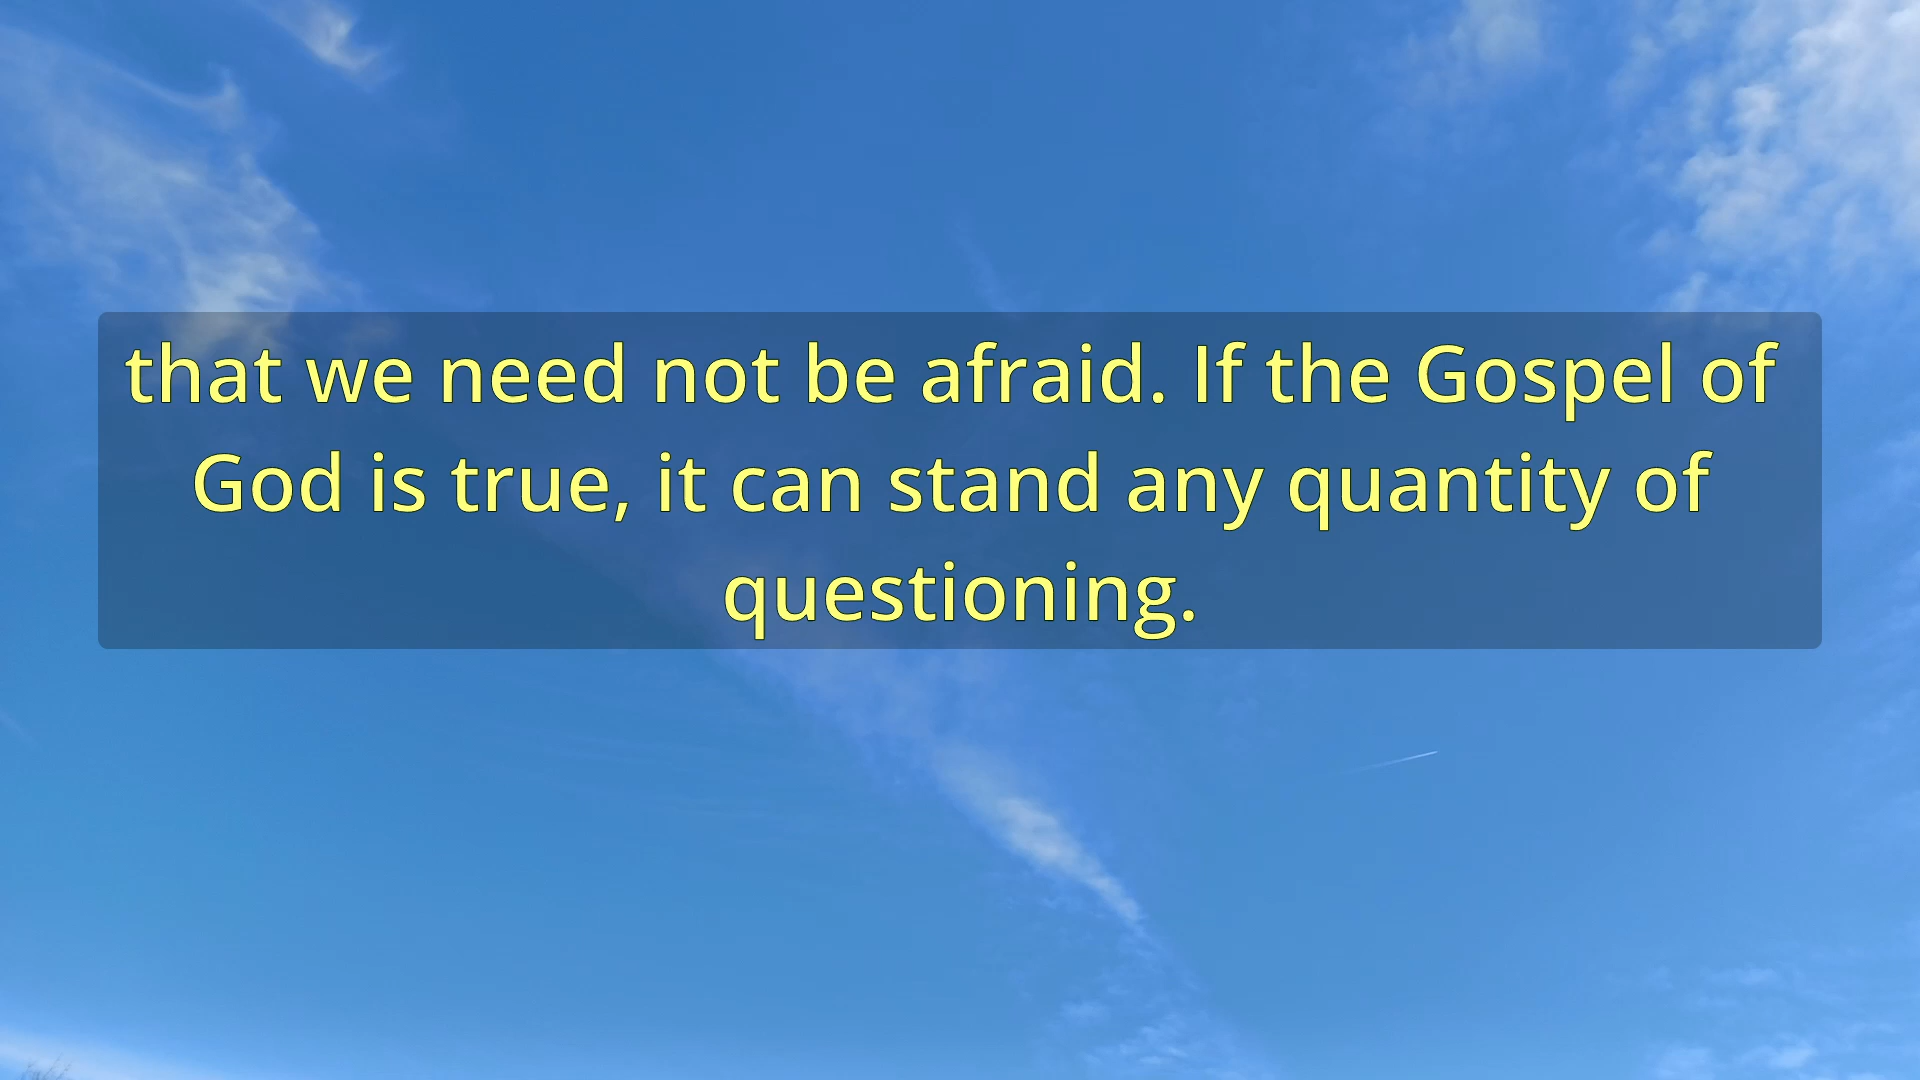 that we need not be afraid. If the Gospel of
God is true, it can stand any quantity of
questioning.